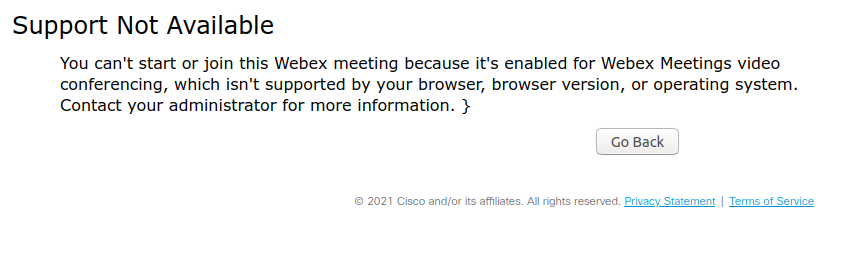 Support Not Available
You can't start or join this Webex meeting because it's enabled for Webex Meetings video
conferencing, which isn't supported by your browser, browser version, or operating system.
Contact your administrator for more information. }
Go Back
© 2021 Cisco and/or its affiliates. All rights reserved. Privacy Statement | Terms of Service